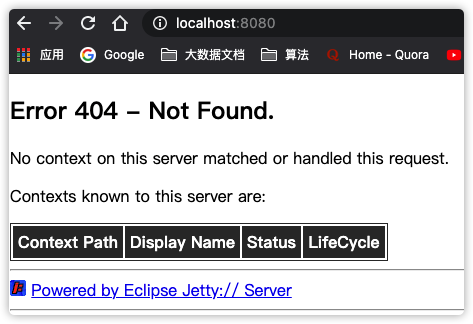 localhost:8080
应用 Google 大数据文档 算法 Home - Quora
Error 404 - Not Found.
No context on this server matched or handled this request.
Contexts known to this server are:
Context Path Display Name Status LifeCycle
Powered by Eclipse Jetty:// Server